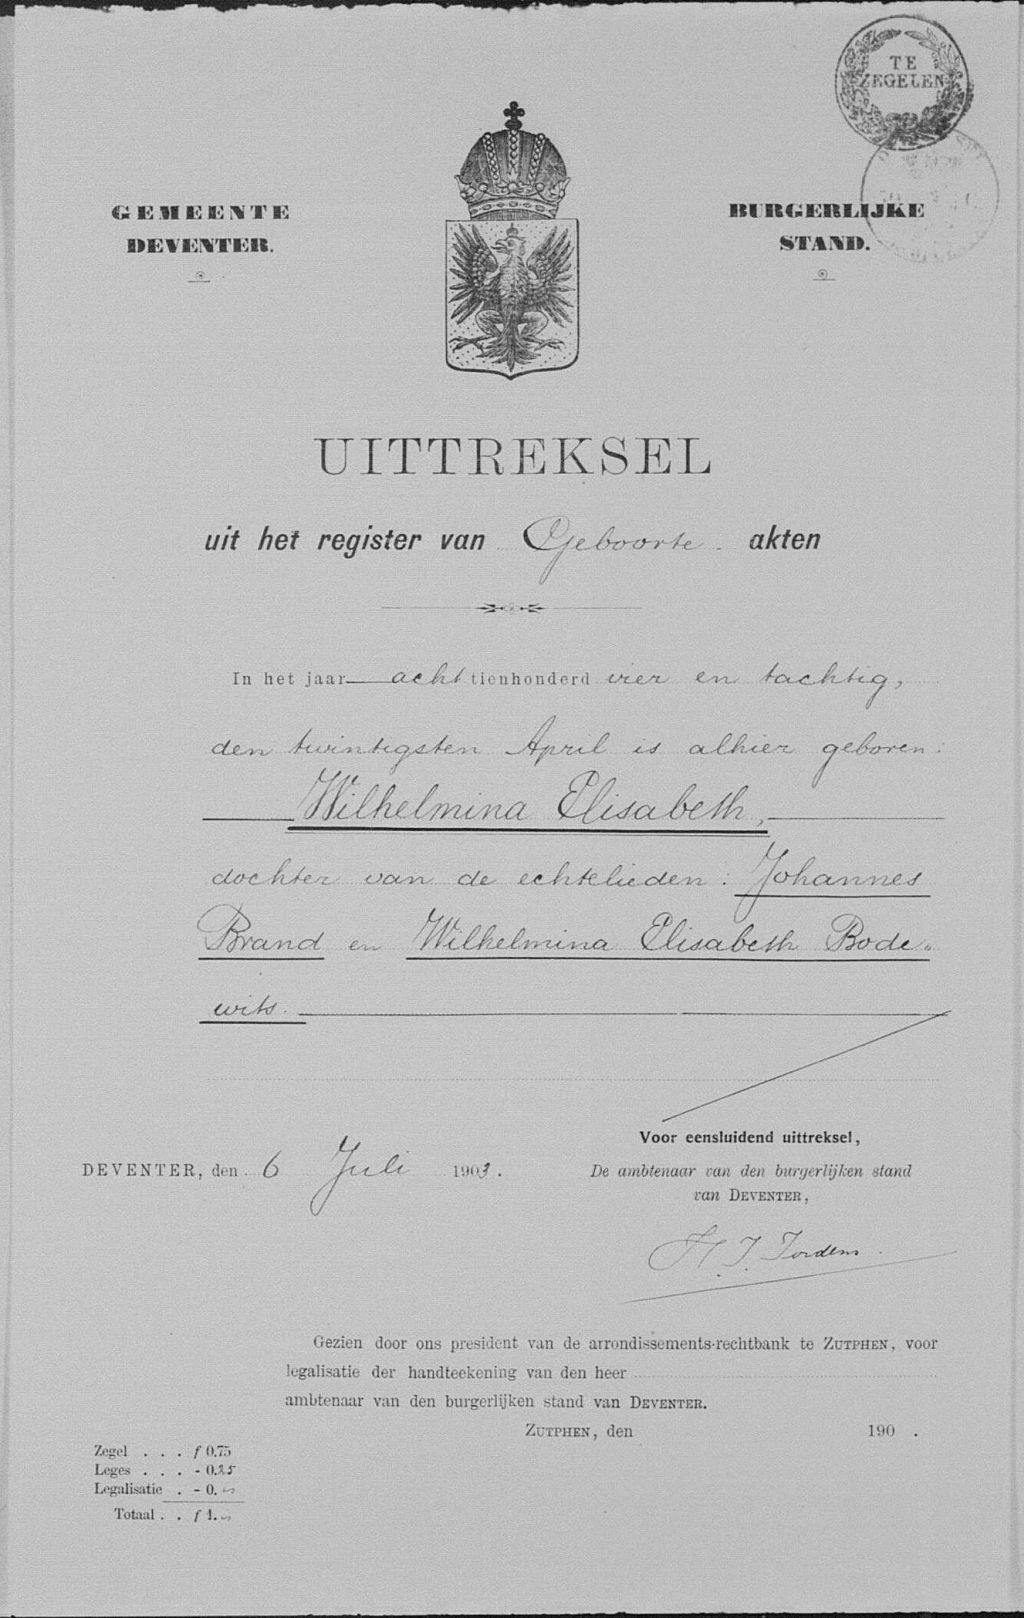 TE
ZEGELEN
GEMEENTE
DEVENTER.
BURGERLIJKE
STAND.
UITTREKSEL
uit het register van Geboorte akten
In het jaar achttienhonderd vier en tachtig,
den twintigsten April is alhier geboren:
Wilhelmina Elisabeth,
dochter van de echtelieden: Johannes
Brand en Wilhelmina Elisabeth Bode„
wits.
Voor eensluidend uittreksel,
DEVENTER, den 6 Juli 1903.
De ambtenaar van den burgerlijken stand
van DEVENTER,
H. J. Jordens.
Gezien door ons president van de arrondissements-rechtbank te ZUTPHEN, voor
legalisatie der handteekening van den heer
ambtenaar van den burgerlijken stand van DEVENTER.
ZUTPHEN, den 190 .
Zegel . . . f 0.75
Leges . . . - 0.25
Legalisatie . - 0.
Totaal . . f 1.